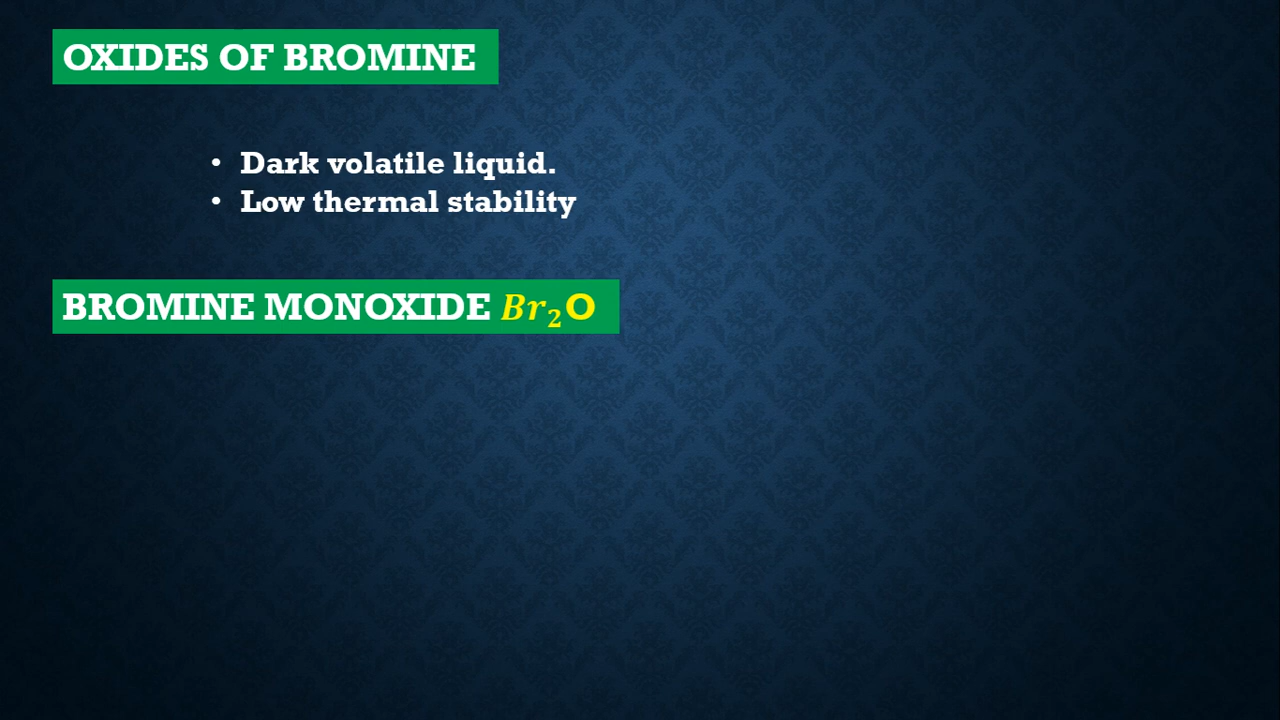 OXIDES OF BROMINE
• Dark volatile liquid.
• Low thermal stability
BROMINE MONOXIDE Br₂O